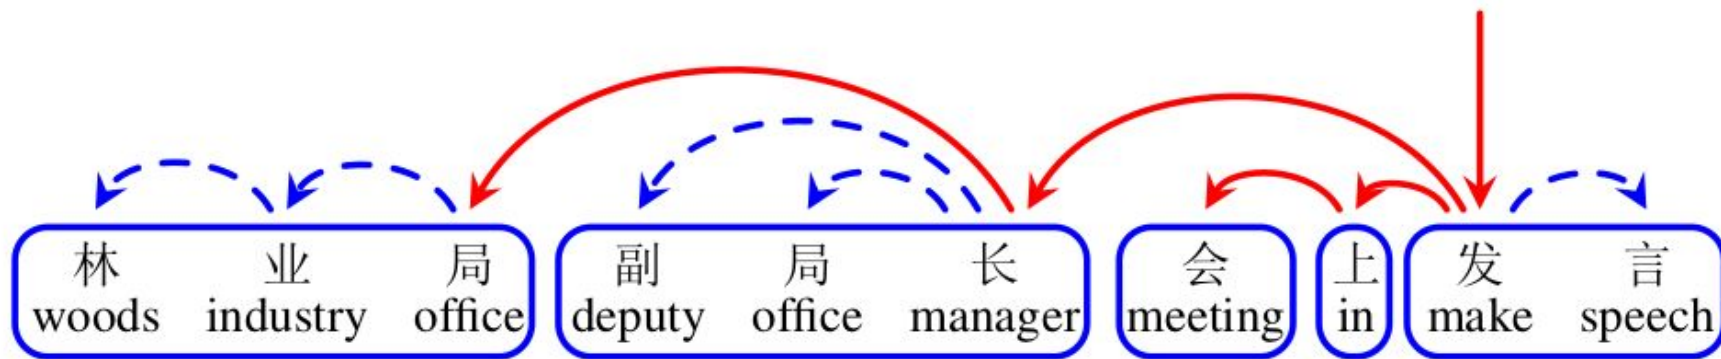 林 业 局 副 局 长 会 上 发 言
woods industry office deputy office manager meeting in make speech